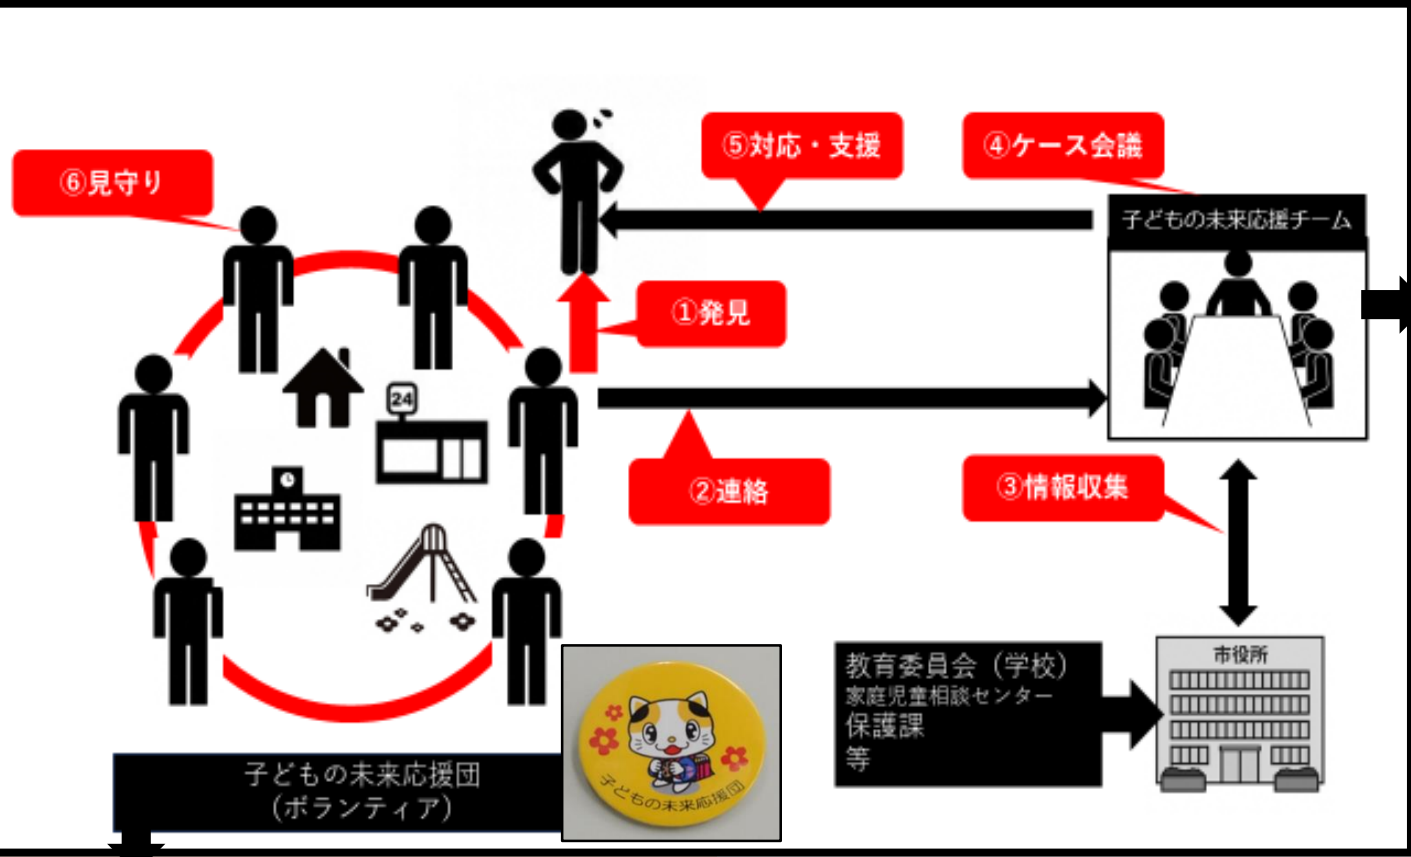 ⑤対応・支援
④ケース会議
⑥見守り
子どもの未来応援チーム
①発見
24
②連絡
③情報収集
市役所
教育委員会（学校）
家庭児童相談センター
保護課
等
子どもの未来応援団
（ボランティア）
子どもの未来応援団